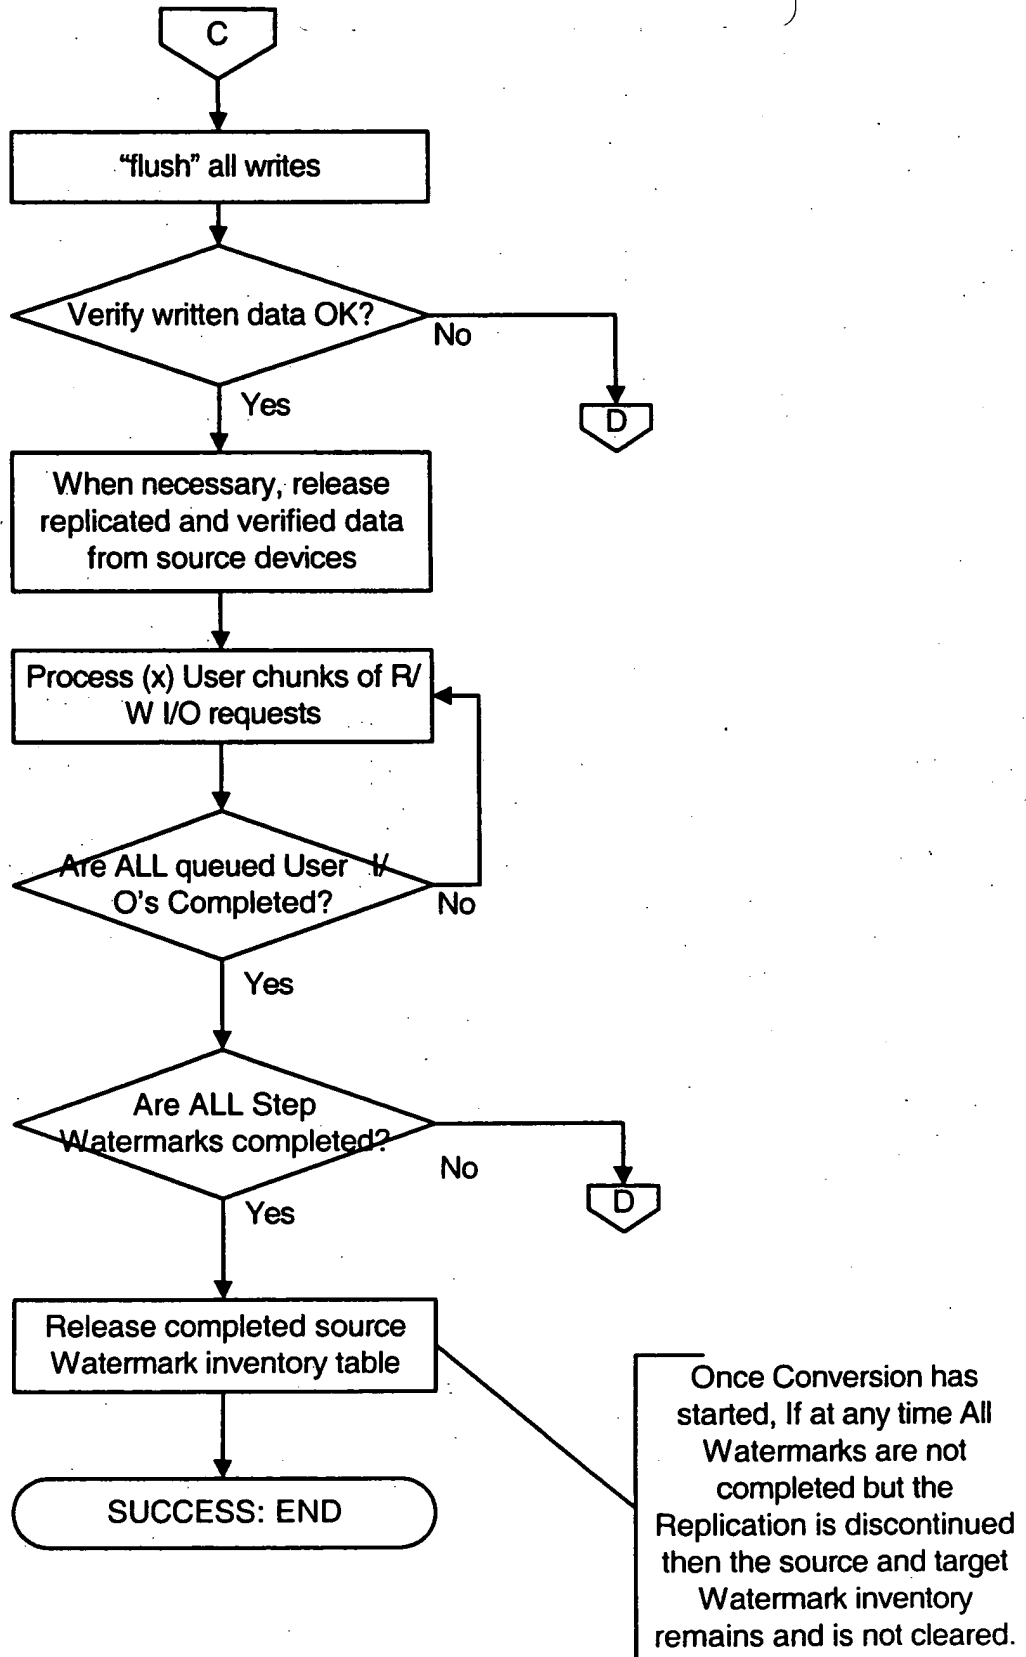 C
“flush” all writes
Verify written data OK?
No
Yes
D
When necessary, release
replicated and verified data
from source devices
Process (x) User chunks of R/
W I/O requests
Are ALL queued User I/
O's Completed?
No
Yes
Are ALL Step
Watermarks completed?
No
Yes
D
Release completed source
Watermark inventory table
SUCCESS: END
Once Conversion has
started, If at any time All
Watermarks are not
completed but the
Replication is discontinued
then the source and target
Watermark inventory
remains and is not cleared.